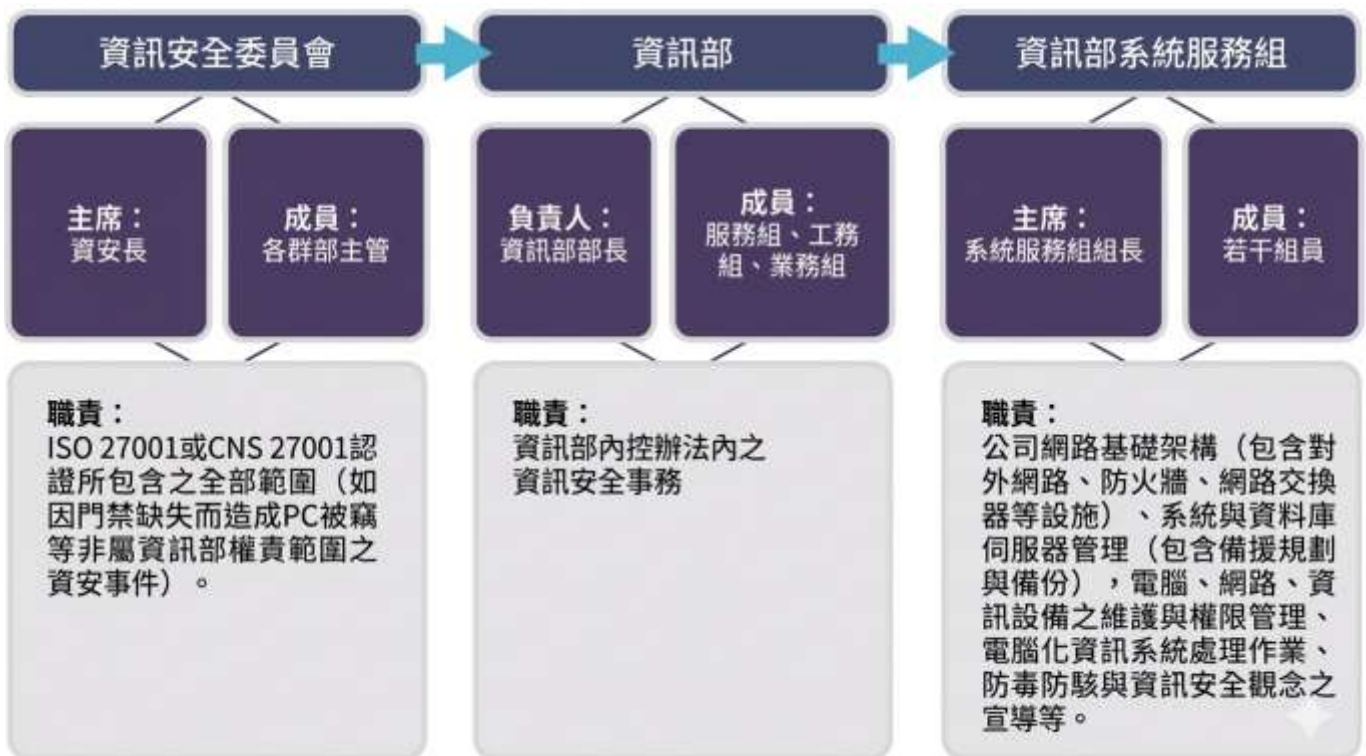 資訊安全委員會
資訊部
資訊部系統服務組
主席：
資安長
成員：
各群部主管
負責人：
資訊部部長
成員：
服務組、工務
組、業務組
主席：
系統服務組組長
成員：
若干組員
職責：
ISO 27001或CNS 27001認
證所包含之全部範圍（如
因門禁缺失而造成PC被竊
等非屬資訊部權責範圍之
資安事件）。
職責：
資訊部內控辦法內之
資訊安全事務
職責：
公司網路基礎架構（包含對
外網路、防火牆、網路交換
器等設施）、系統與資料庫
伺服器管理（包含備援規劃
與備份），電腦、網路、資
訊設備之維護與權限管理、
電腦化資訊系統處理作業、
防毒防駭與資訊安全觀念之
宣導等。